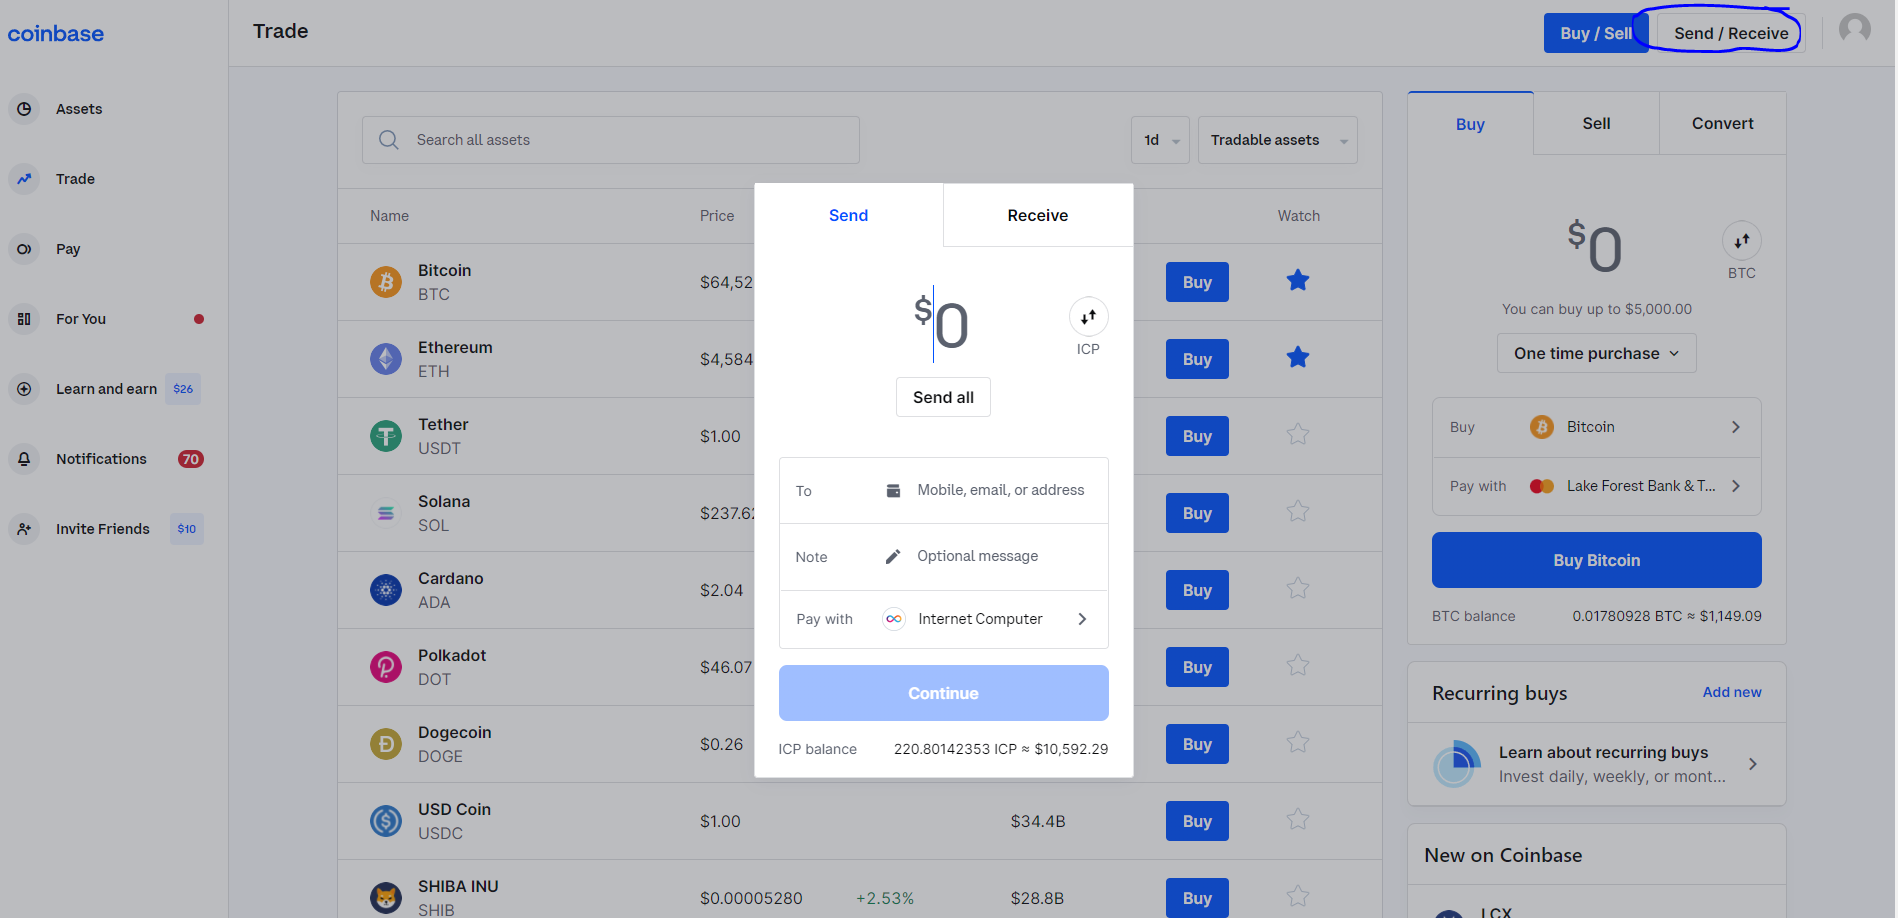 coinbase
Trade
Buy / Sell
Send / Receive
Assets
Trade
Pay
For You
Learn and earn $26
Notifications 70
Invite Friends $10
Search all assets
1d
Tradable assets
Name Price Watch
Bitcoin
BTC
$64,52
Buy
Ethereum
ETH
$4,584
Buy
Tether
USDT
$1.00
Buy
Solana
SOL
$237.62
Buy
Cardano
ADA
$2.04
Buy
Polkadot
DOT
$46.07
Buy
Dogecoin
DOGE
$0.26
Buy
USD Coin
USDC
$1.00 $34.4B
Buy
SHIBA INU
SHIB
$0.00005280 +2.53% $28.8B
Buy
Send Receive
$0
ICP
Send all
To Mobile, email, or address
Note Optional message
Pay with Internet Computer
Continue
ICP balance 220.80142353 ICP ≈ $10,592.29
Buy Sell Convert
$0
BTC
You can buy up to $5,000.00
One time purchase
Buy Bitcoin
Pay with Lake Forest Bank & T...
Buy Bitcoin
BTC balance 0.01780928 BTC ≈ $1,149.09
Recurring buys Add new
Learn about recurring buys
Invest daily, weekly, or mont...
New on Coinbase
LCX